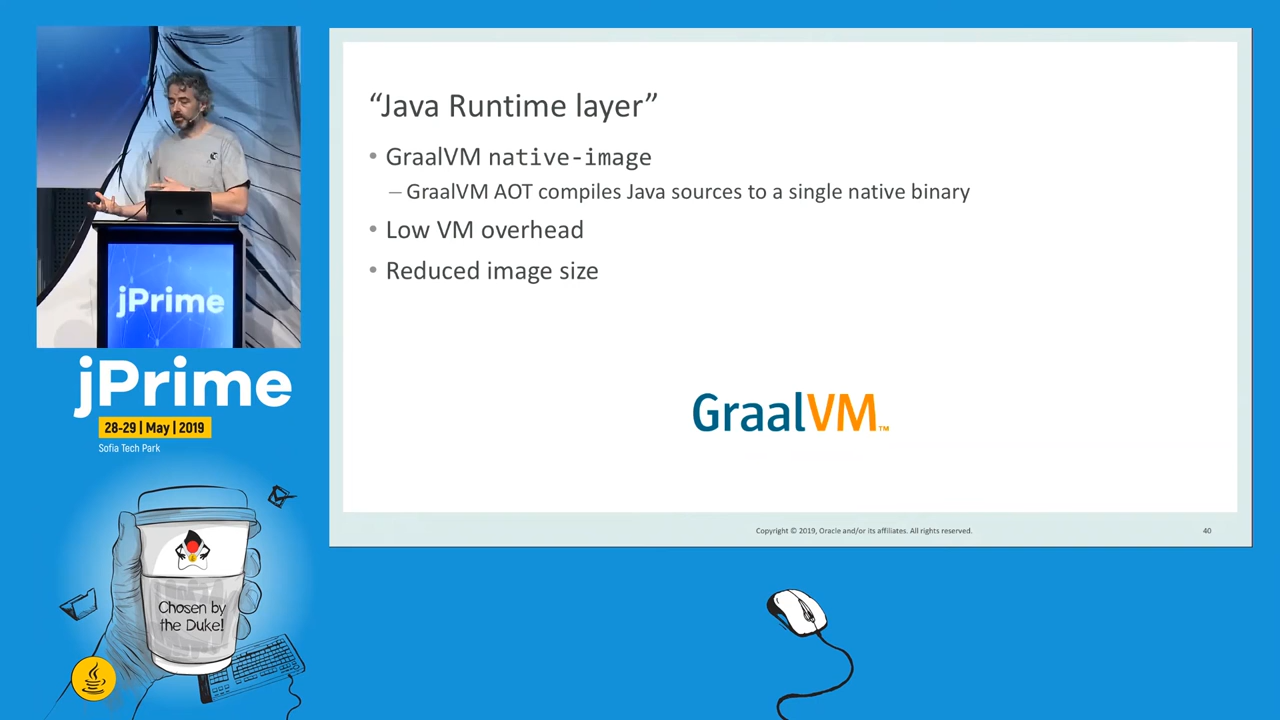 jPrime
jPrime
28-29 | May | 2019
Sofia Tech Park
Chosen by
the Duke!
“Java Runtime layer”
• GraalVM native-image
– GraalVM AOT compiles Java sources to a single native binary
• Low VM overhead
• Reduced image size
GraalVM™
Copyright © 2019, Oracle and/or its affiliates. All rights reserved.
40